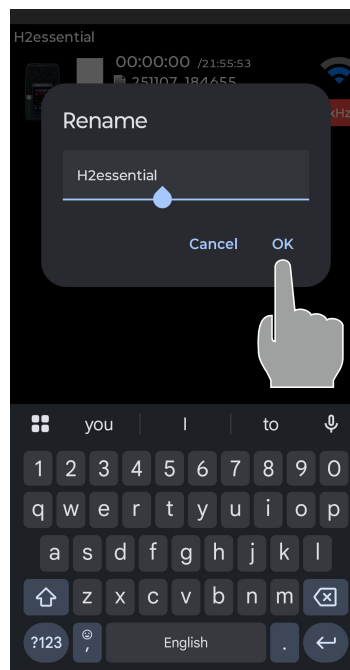 H2essential
00:00:00 /21:55:53
251107_184655
kHz
Rename
H2essential
Cancel OK
you I to
1 2 3 4 5 6 7 8 9 0
q w e r t y u i o p
a s d f g h j k l
z x c v b n m
?123 , English .